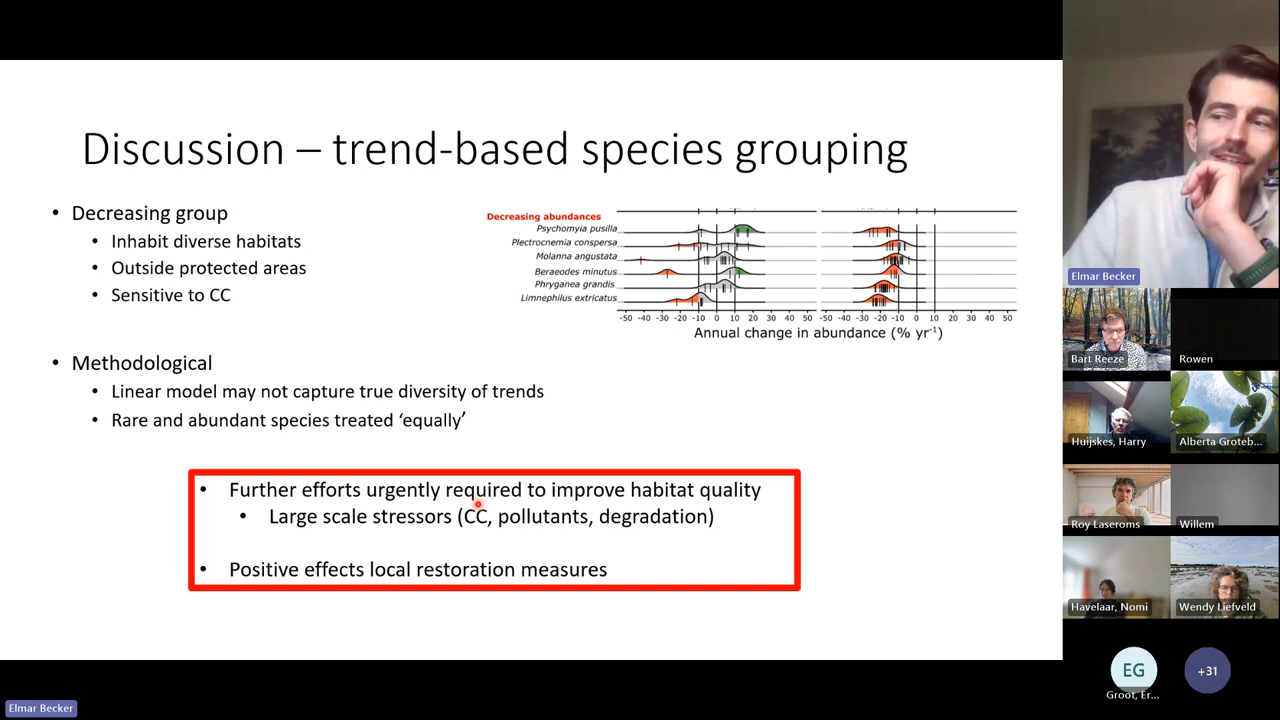 Discussion – trend-based species grouping
• Decreasing group
• Inhabit diverse habitats
• Outside protected areas
• Sensitive to CC
Decreasing abundances
Psychomyia pusilla
Plectrocnemia conspersa
Molanna angustata
Beraeodes minutus
Phryganea grandis
Limnephilus extricatus
-50 -40 -30 -20 -10 0 10 20 30 40 50
-50 -40 -30 -20 -10 0 10 20 30 40 50
Annual change in abundance (% yr⁻¹)
• Methodological
• Linear model may not capture true diversity of trends
• Rare and abundant species treated ‘equally’
• Further efforts urgently required to improve habitat quality
• Large scale stressors (CC, pollutants, degradation)
• Positive effects local restoration measures
Elmar Becker
Bart Reeze
Rowen
Huijskes, Harry
Alberta Groteb...
Roy Laseroms
Willem
Havelaar, Nomi
Wendy Liefveld
EG
Groot, Er...
+31
Elmar Becker